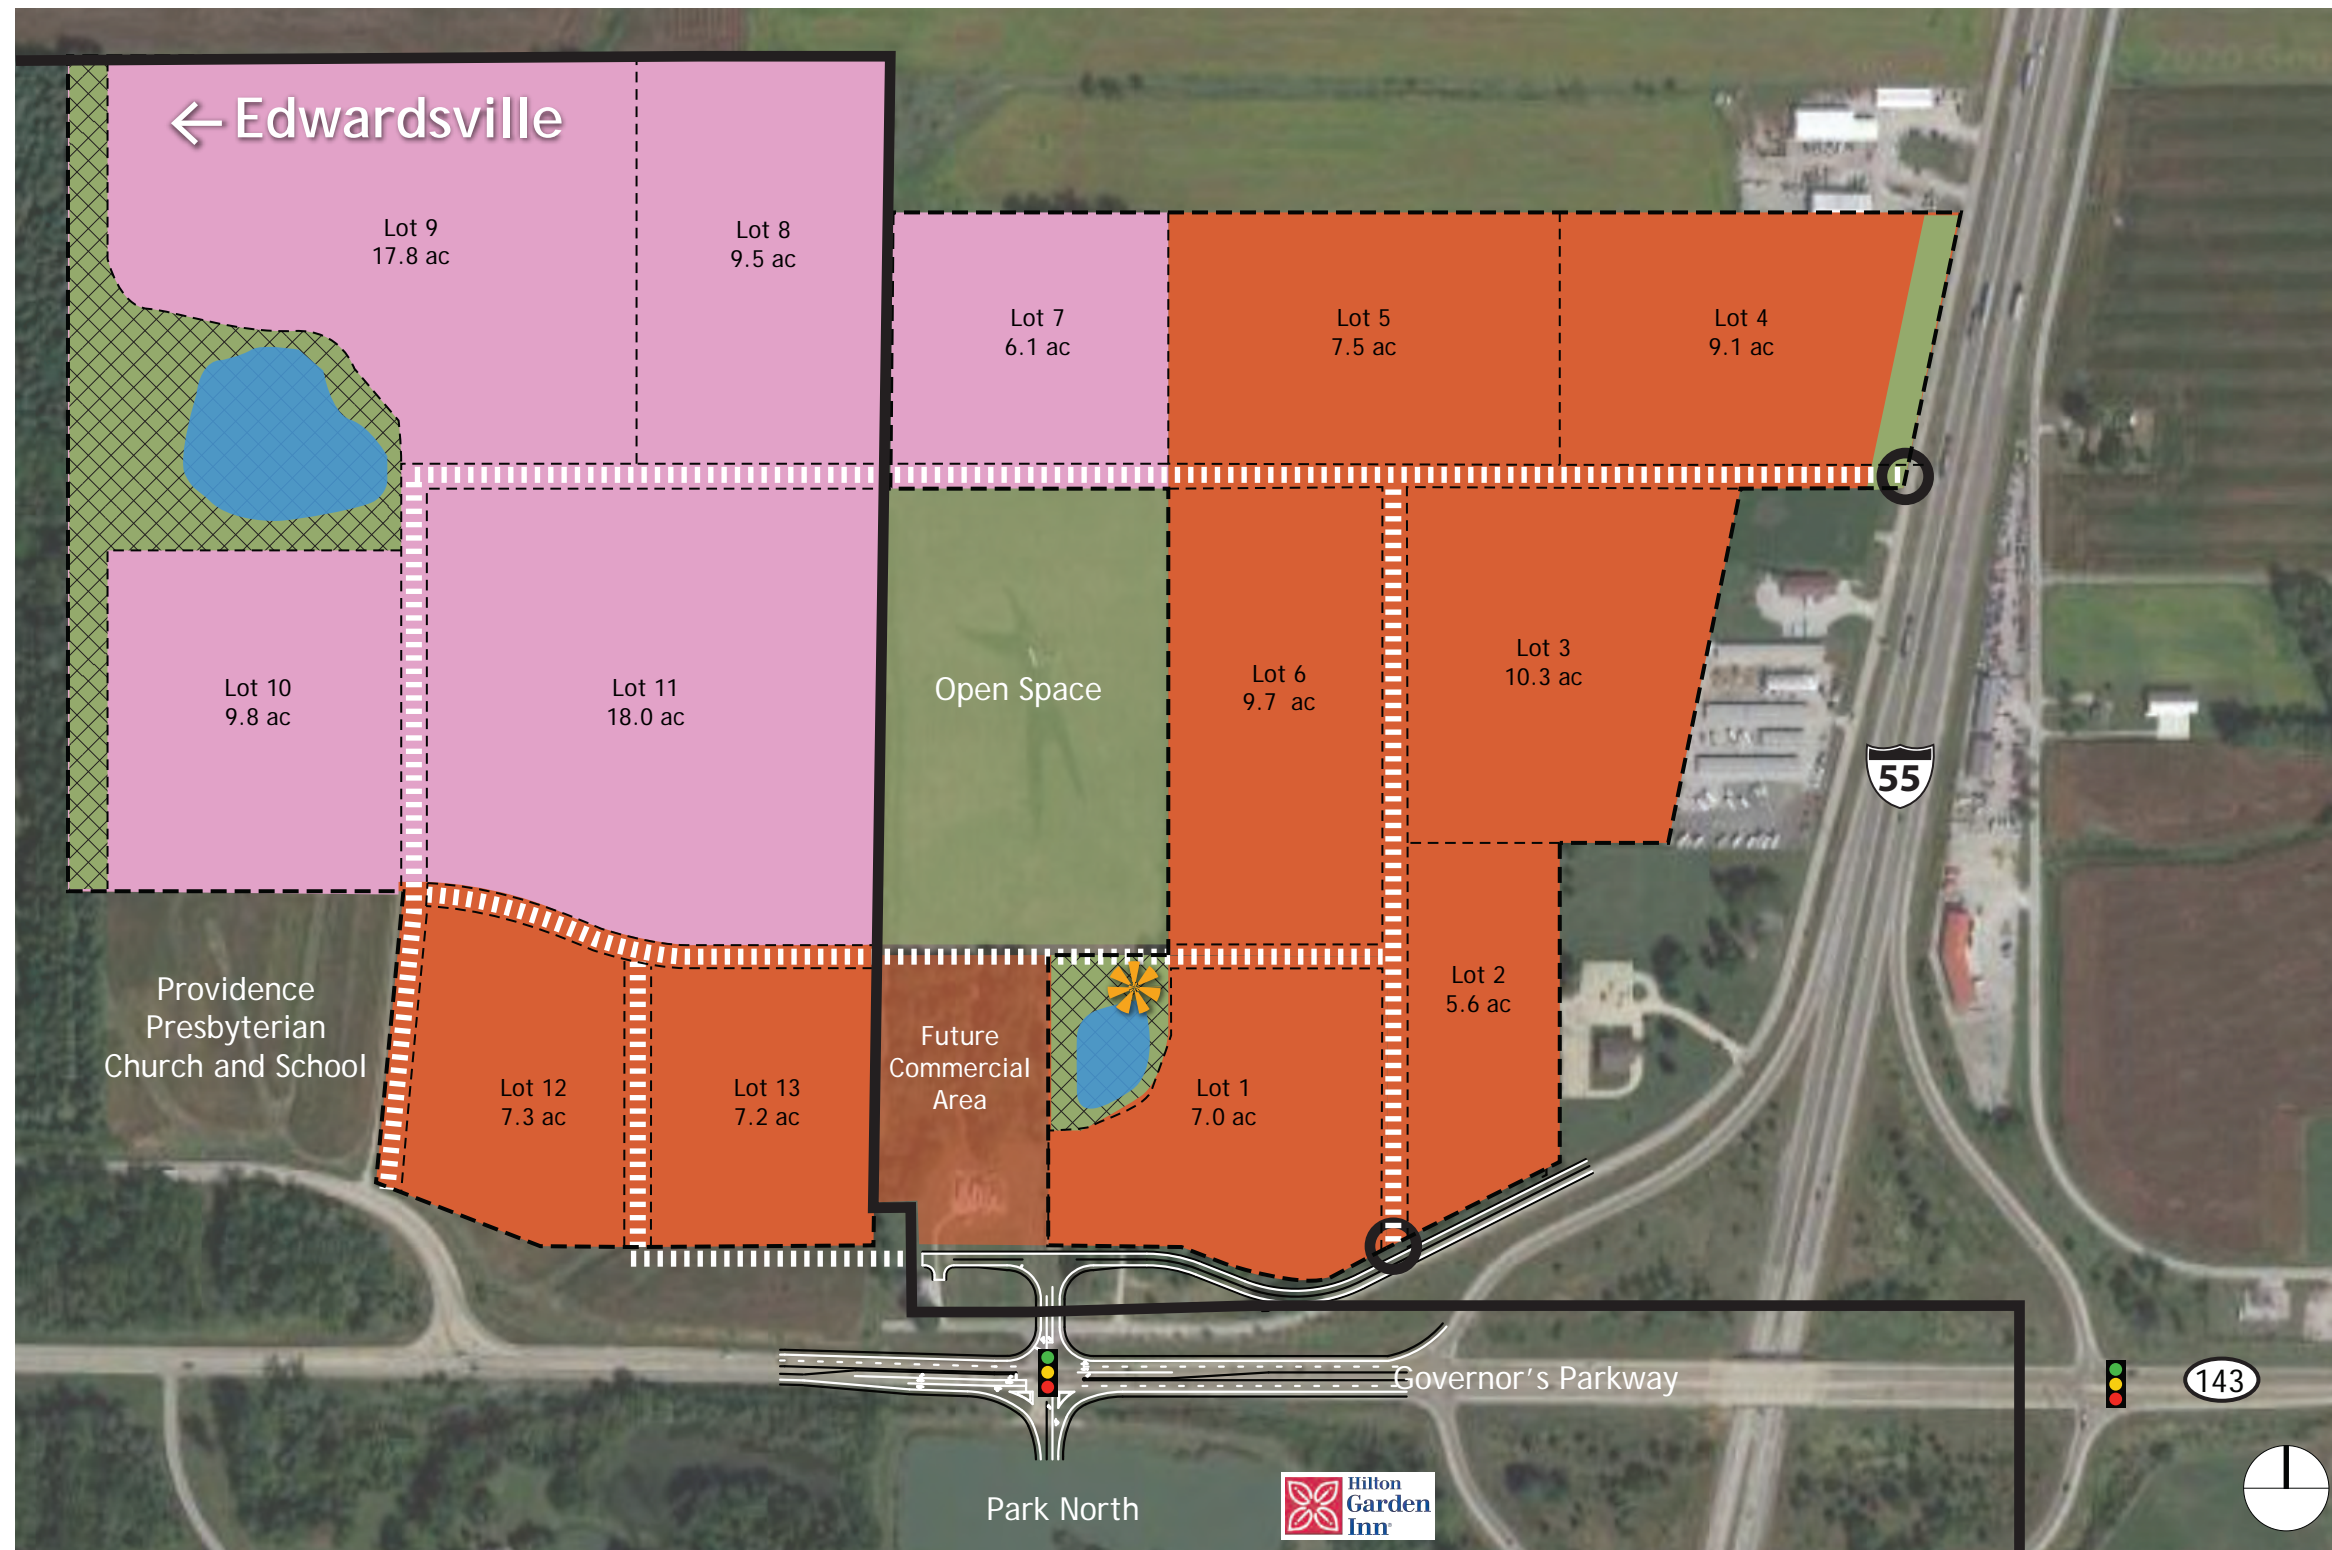 ← Edwardsville
Lot 9
17.8 ac
Lot 8
9.5 ac
Lot 7
6.1 ac
Lot 5
7.5 ac
Lot 4
9.1 ac
Lot 10
9.8 ac
Lot 11
18.0 ac
Open Space
Lot 6
9.7 ac
Lot 3
10.3 ac
55
Lot 2
5.6 ac
Providence
Presbyterian
Church and School
Lot 12
7.3 ac
Lot 13
7.2 ac
Future
Commercial
Area
Lot 1
7.0 ac
Governor's Parkway
143
Park North
Hilton
Garden
Inn